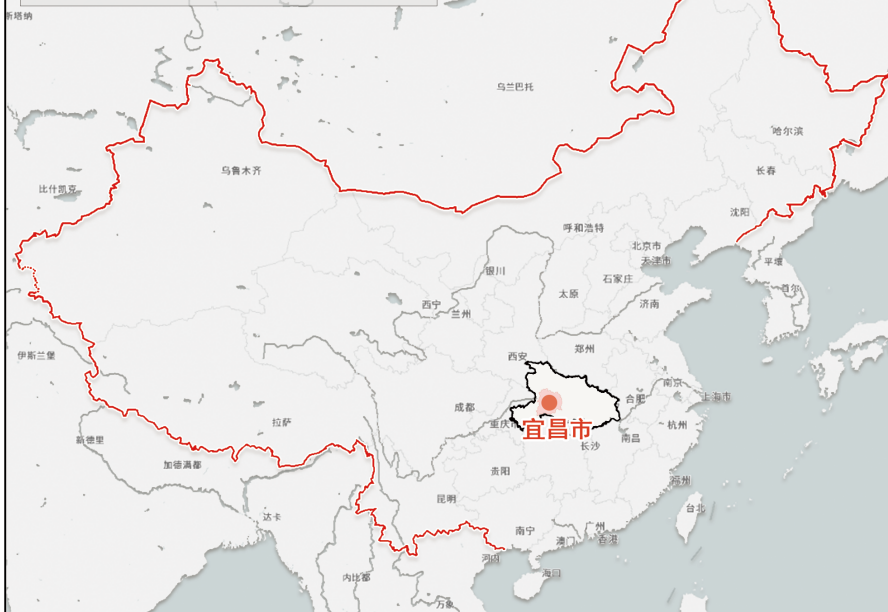 斯塔纳
乌兰巴托
哈尔滨
乌鲁木齐
长春
比什凯克
沈阳
呼和浩特
北京市
天津市
平壤
银川
石家庄
首尔
太原
西宁
济南
兰州
郑州
伊斯兰堡
西安
南京
合肥
上海市
成都
拉萨
重庆市
杭州
宜昌市
新德里
南昌
长沙
加德满都
贵阳
福州
昆明
台北
达卡
南宁
广州
澳门
香港
河内
海口
内比都
万象